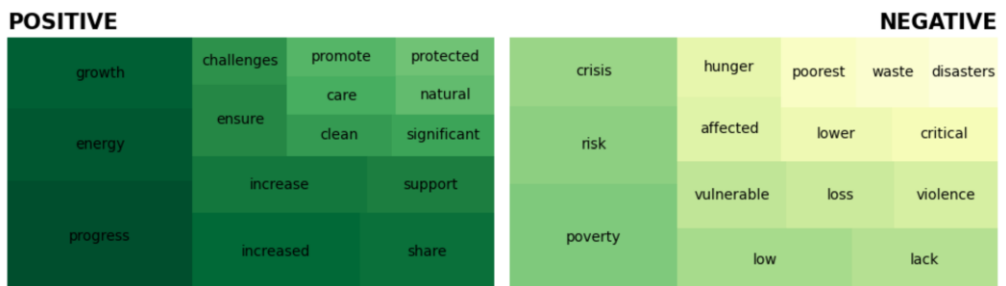 POSITIVE
NEGATIVE
growth
energy
progress
challenges
ensure
promote
protected
care
natural
clean
significant
increase
support
increased
share
crisis
risk
poverty
hunger
affected
poorest
waste
disasters
lower
critical
vulnerable
loss
violence
low
lack